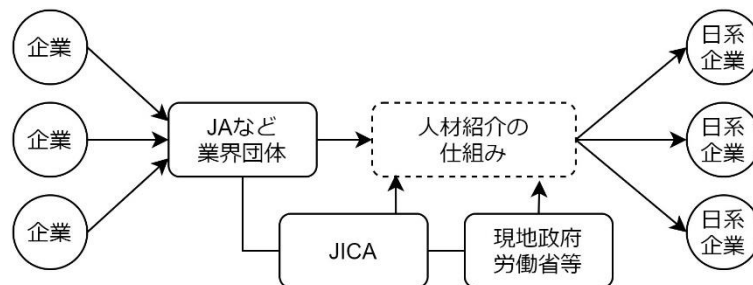 企業
企業
企業
JAなど
業界団体
人材紹介の
仕組み
JICA
現地政府
労働省等
日系
企業
日系
企業
日系
企業